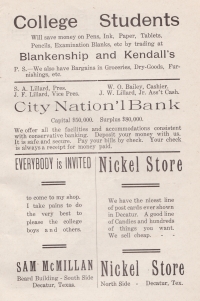 College Students
Will save money on Pens, Ink, Paper, Tablets,
Pencils, Examination Blanks, etc by trading at
Blankenship and Kendall's
P. S.—We also have Bargains in Groceries, Dry-Goods, Fur-
nishings, etc.
S. A. Lillard, Pres. W. O. Bailey, Cashier.
J. F. Lillard, Vice Pres. J. W. Lillard, Jr. Ass't Cash.
City Nation'l Bank
Capital $50,000. Surplus $80,000.
We offer all the facilities and accommodations consistent
with conservative banking. Deposit your money with us.
It is safe and secure. Pay your bills by check. Your check
is always a receipt for money paid.
EVERYBODY is INVITED
to come to my shop.
I take pains to do
the very best to
please the college
boys and others.
SAM McMILLAN
Board Building - South Side
Decatur, Texas.
Nickel Store
We have the nicest line
of post cards ever shown
in Decatur. A good line
of Candies and hundreds
of things you want.
We sell cheap. - -
Nickel Store
North Side - Decatur, Tex.